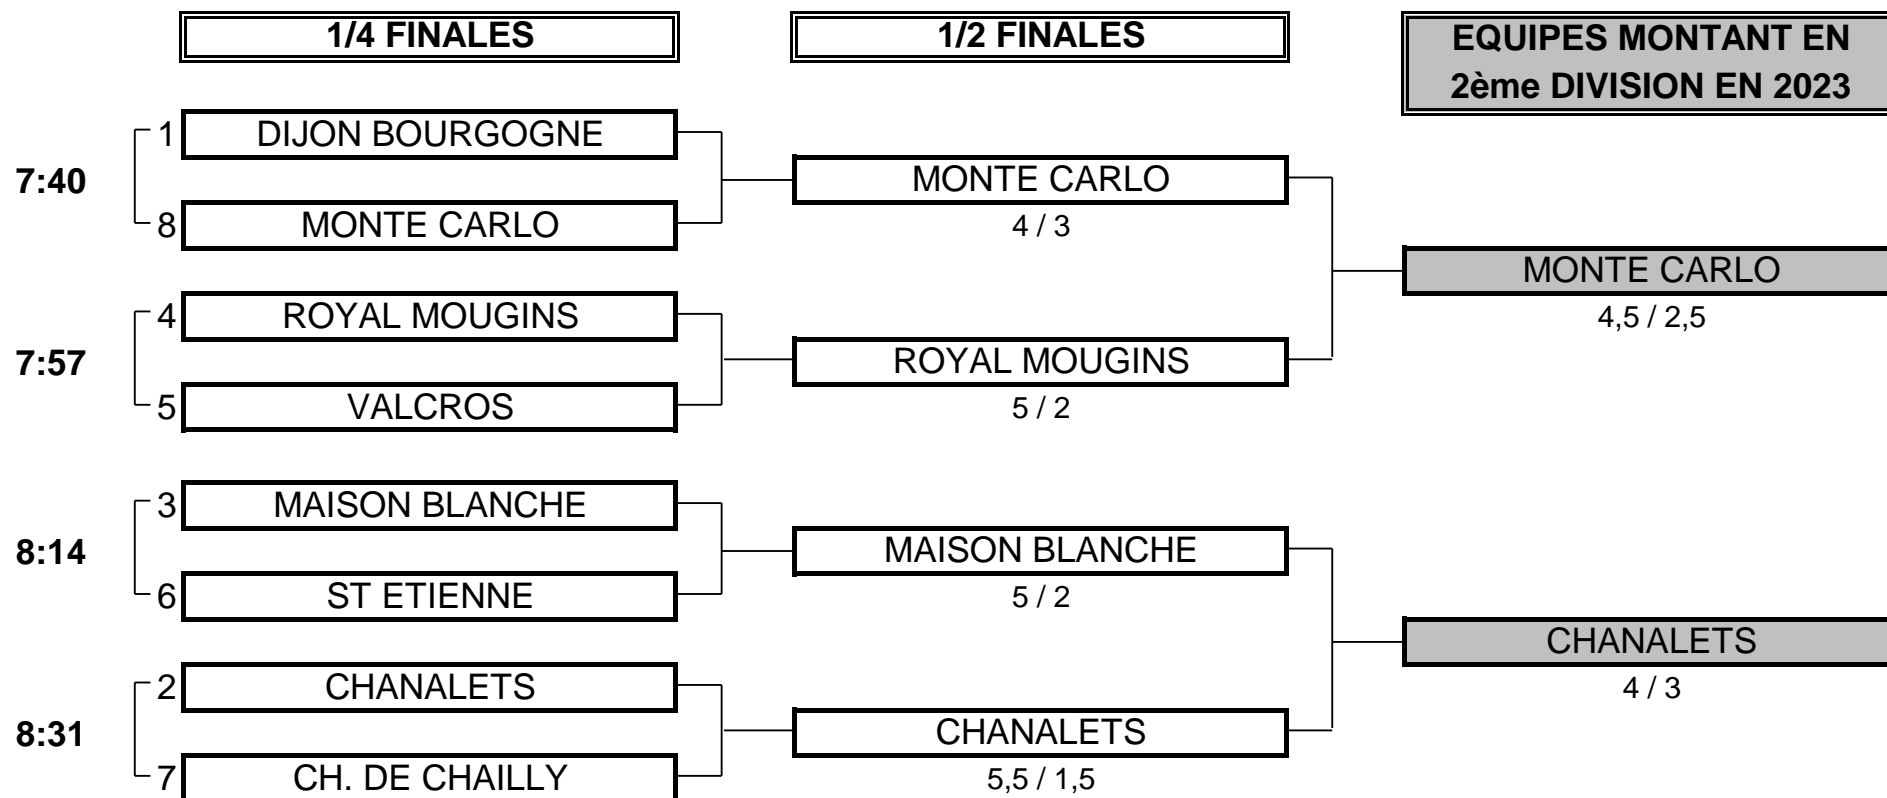 1/4 FINALES
1/2 FINALES
EQUIPES MONTANT EN
2ème DIVISION EN 2023
1 DIJON BOURGOGNE
7:40
MONTE CARLO
8 MONTE CARLO
4 / 3
MONTE CARLO
4 ROYAL MOUGINS
4,5 / 2,5
7:57
ROYAL MOUGINS
5 VALCROS
5 / 2
3 MAISON BLANCHE
8:14
MAISON BLANCHE
6 ST ETIENNE
5 / 2
CHANALETS
2 CHANALETS
4 / 3
8:31
CHANALETS
7 CH. DE CHAILLY
5,5 / 1,5